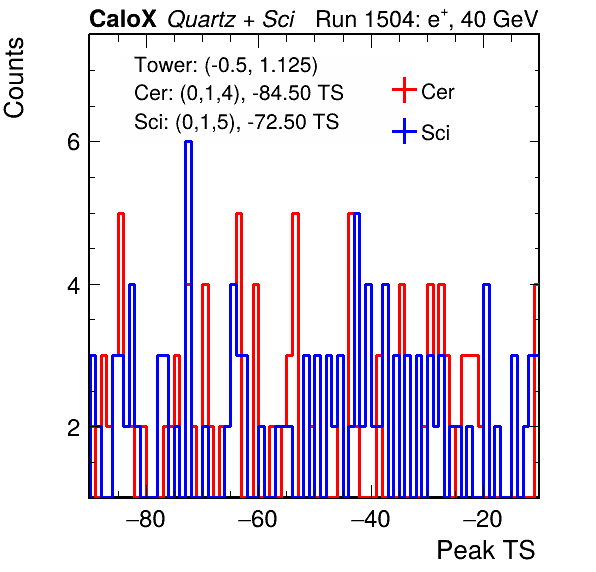 CaloX Quartz + Sci Run 1504: e⁺, 40 GeV
Counts
Tower: (-0.5, 1.125)
Cer: (0,1,4), -84.50 TS
Sci: (0,1,5), -72.50 TS
Cer
Sci
6
4
2
−80 −60 −40 −20
Peak TS